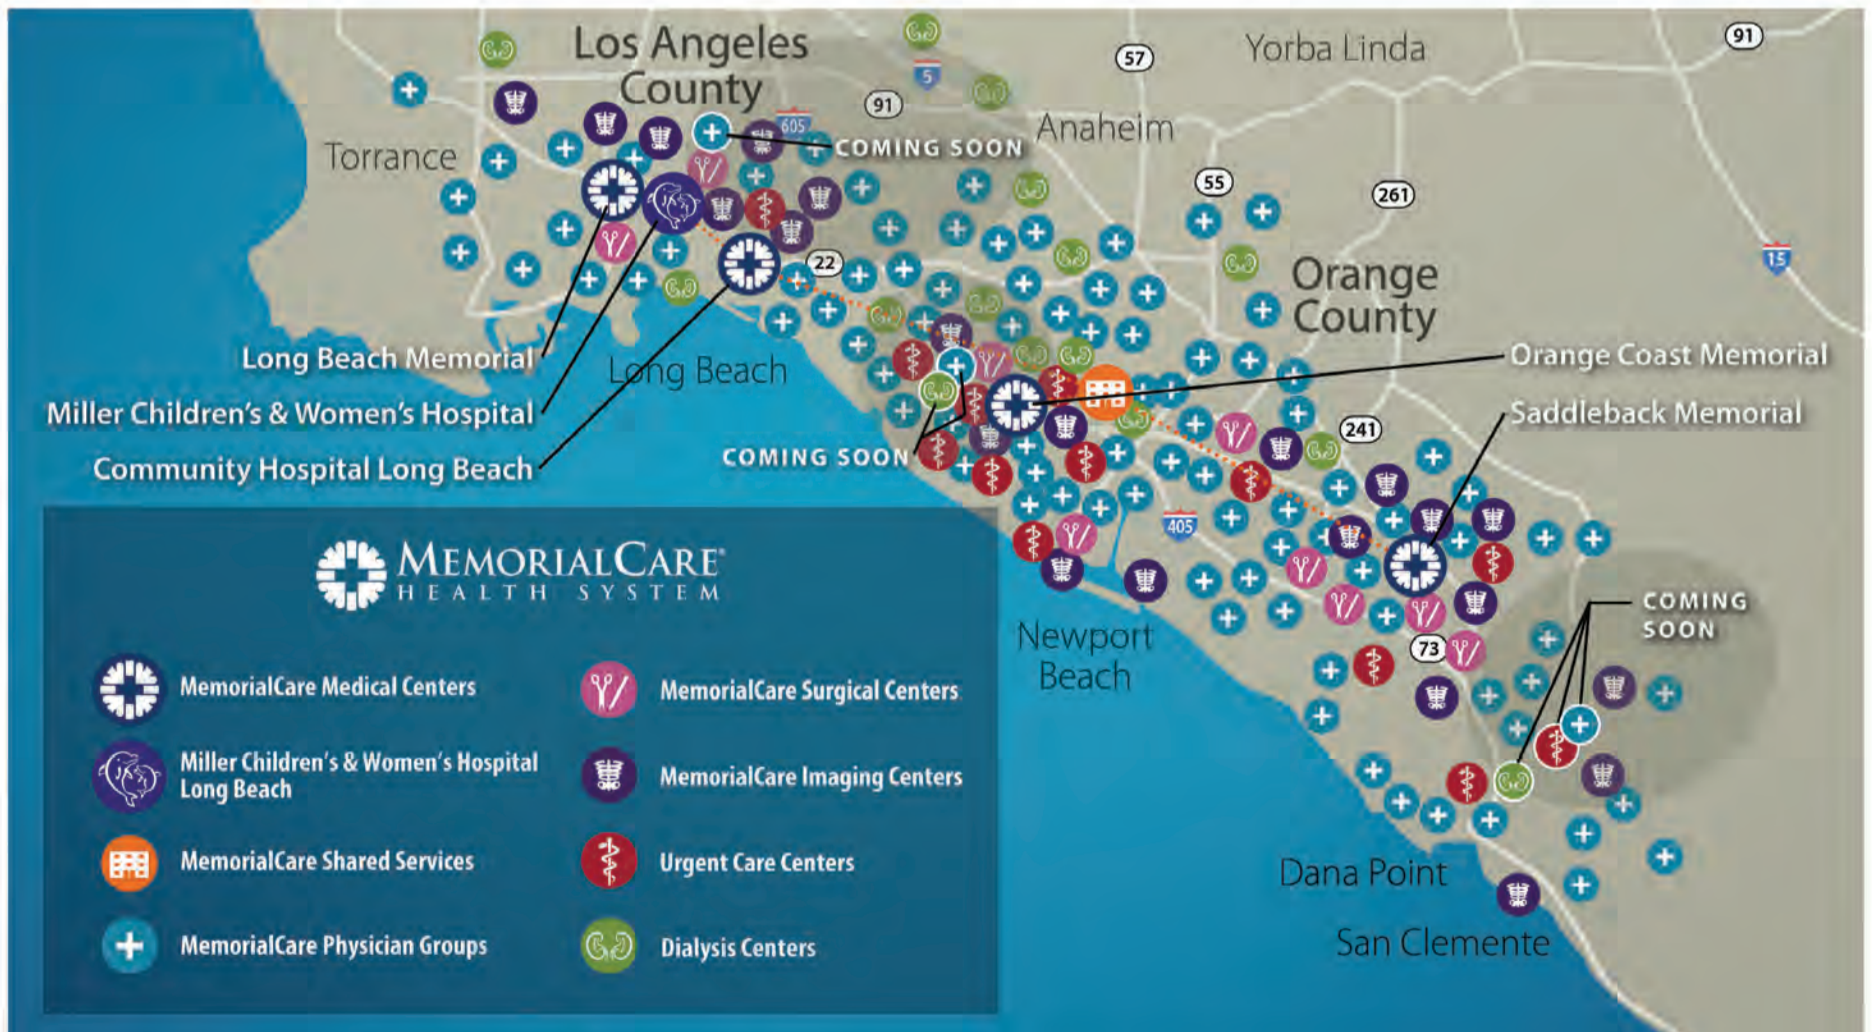 Los Angeles
County
5
57
Yorba Linda
91
91
605
COMING SOON
Anaheim
Torrance
55
261
22
15
Orange
County
Long Beach Memorial
Long Beach
Orange Coast Memorial
Miller Children's & Women's Hospital
Saddleback Memorial
241
COMING SOON
Community Hospital Long Beach
405
MEMORIALCARE®
HEALTH SYSTEM
COMING
SOON
Newport
Beach
73
MemorialCare Medical Centers
MemorialCare Surgical Centers
Miller Children's & Women's Hospital
Long Beach
MemorialCare Imaging Centers
MemorialCare Shared Services
Urgent Care Centers
Dana Point
MemorialCare Physician Groups
Dialysis Centers
San Clemente